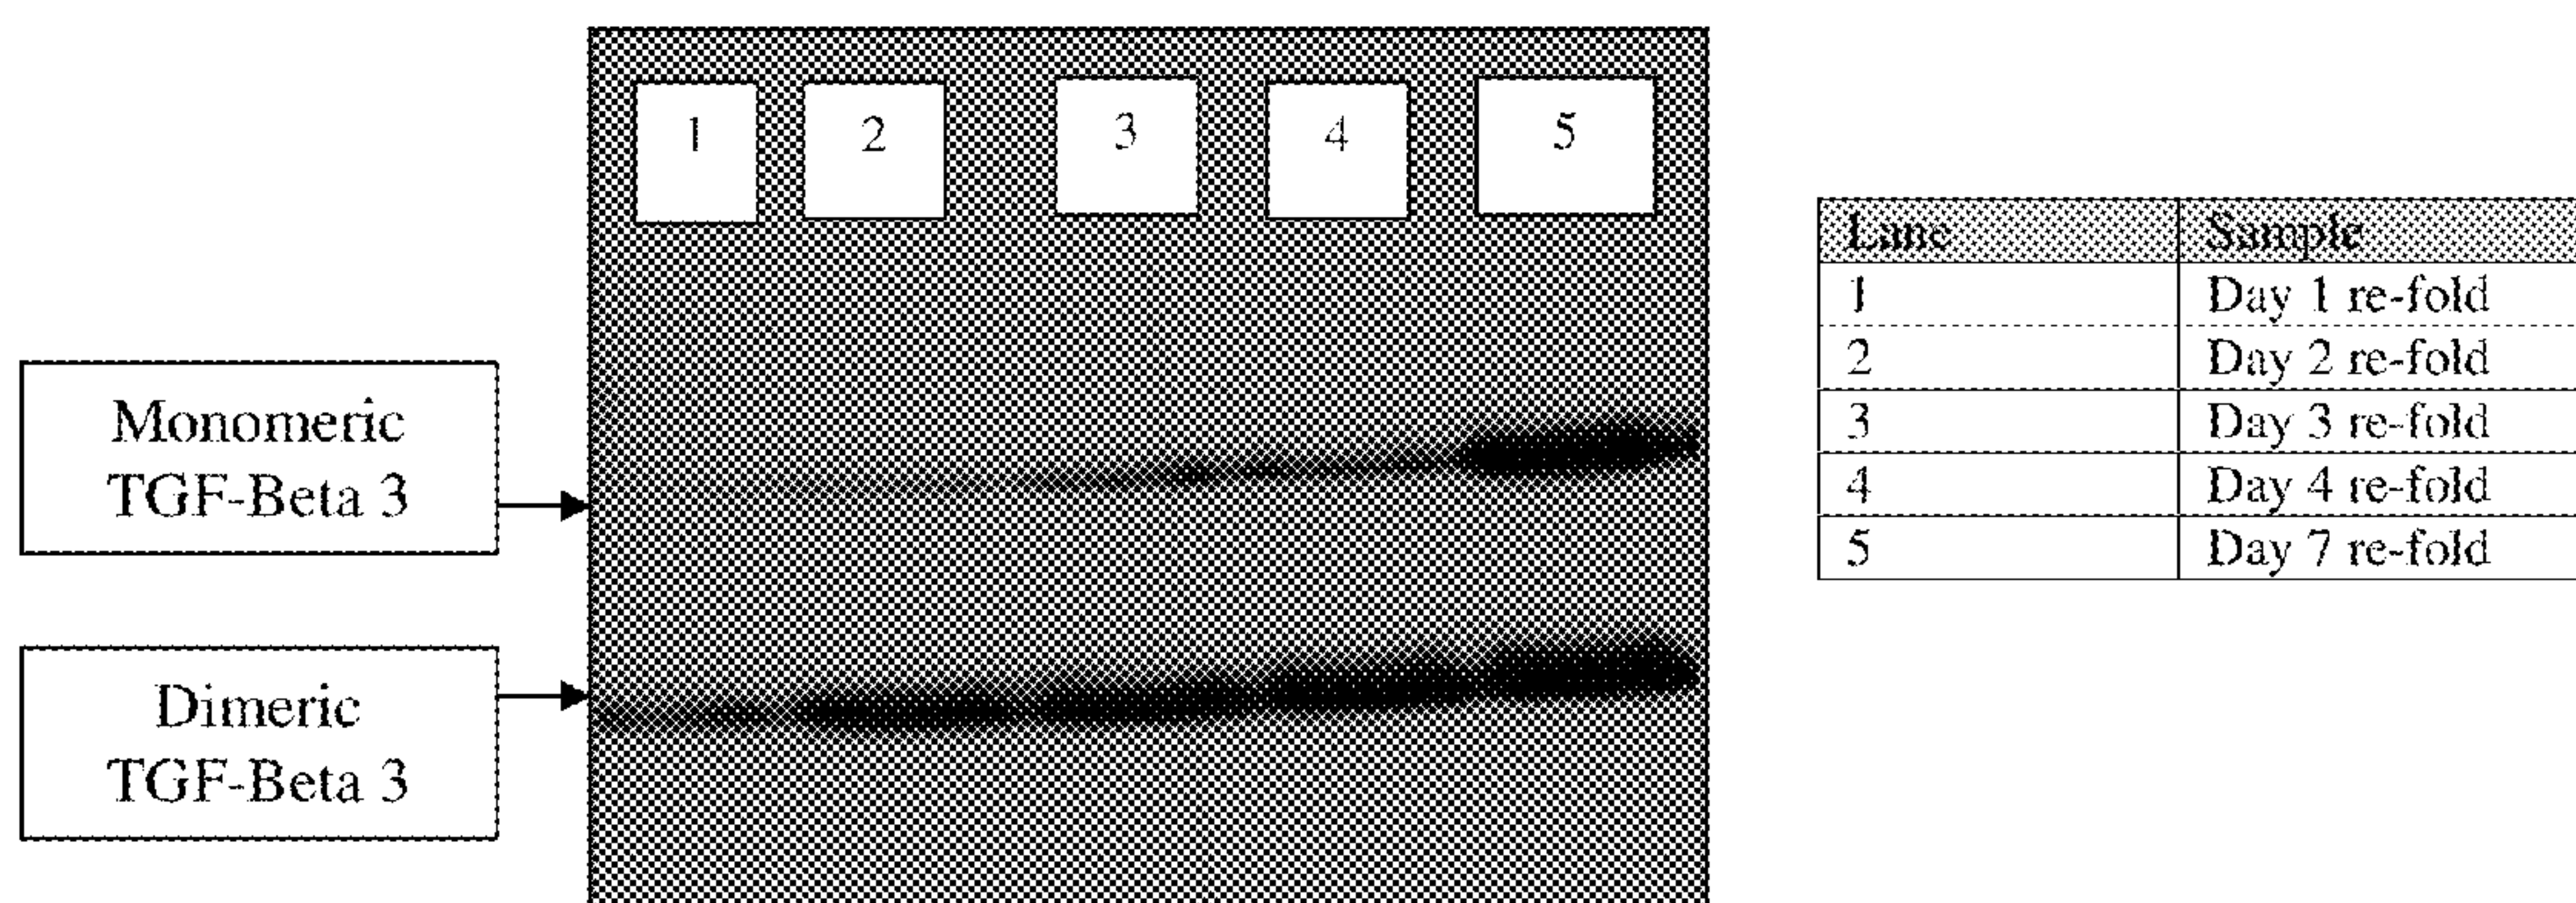 1 2 3 4 5
Monomeric
TGF-Beta 3
Dimeric
TGF-Beta 3
Lane Sample
1 Day 1 re-fold
2 Day 2 re-fold
3 Day 3 re-fold
4 Day 4 re-fold
5 Day 7 re-fold